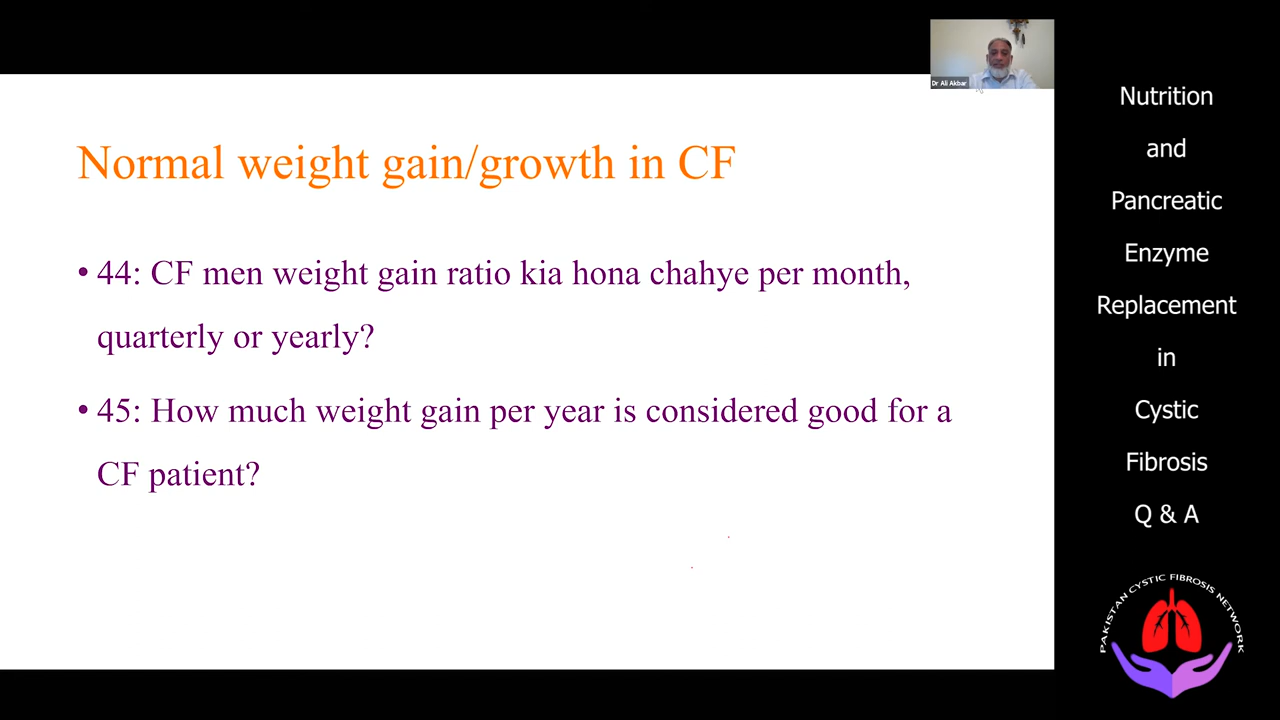 Dr Ali Akbar
Normal weight gain/growth in CF
• 44: CF men weight gain ratio kia hona chahye per month,
quarterly or yearly?
• 45: How much weight gain per year is considered good for a
CF patient?
Nutrition
and
Pancreatic
Enzyme
Replacement
in
Cystic
Fibrosis
Q & A
PAKISTAN CYSTIC FIBROSIS NETWORK